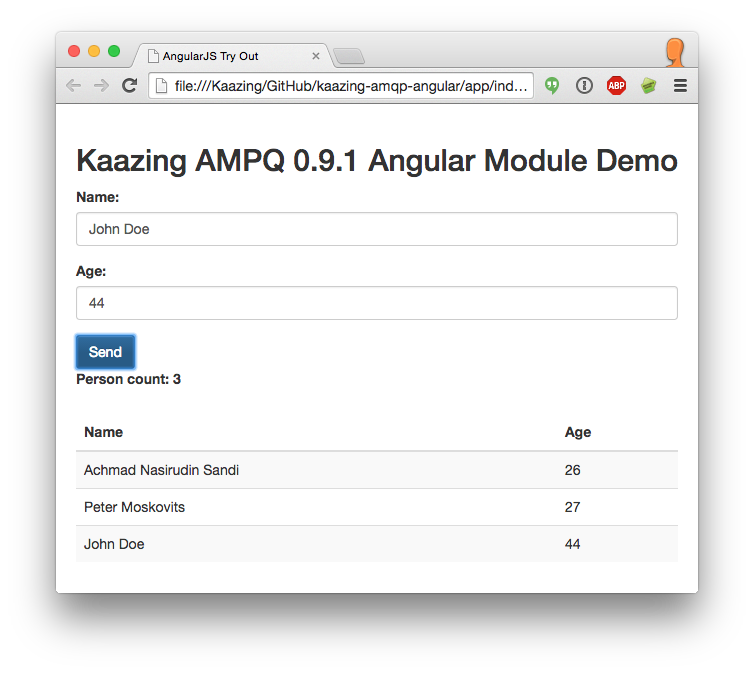 AngularJS Try Out
file:///Kaazing/GitHub/kaazing-amqp-angular/app/ind...
ABP
Kaazing AMPQ 0.9.1 Angular Module Demo
Name:
John Doe
Age:
44
Send
Person count: 3
Name Age
Achmad Nasirudin Sandi 26
Peter Moskovits 27
John Doe 44